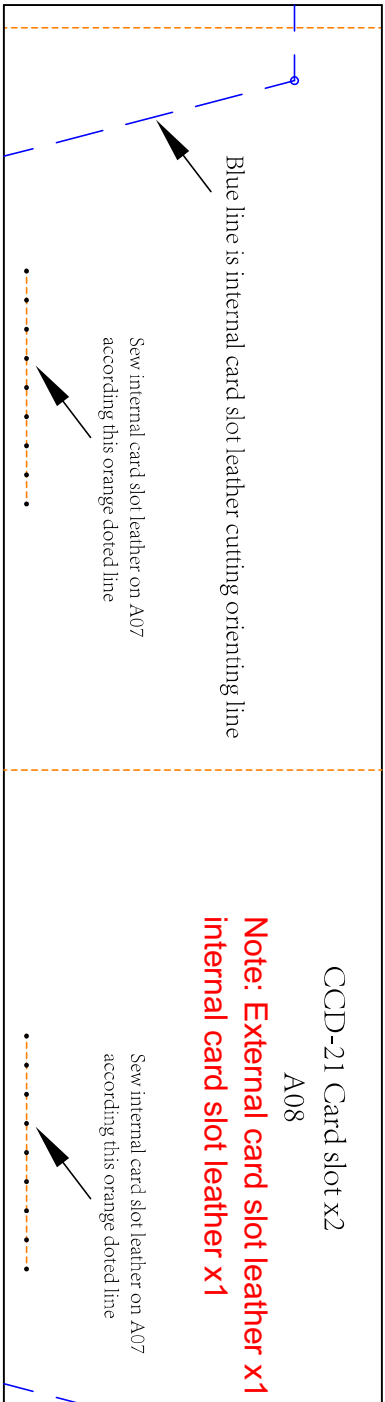 Blue line is internal card slot leather cutting orienting line
Sew internal card slot leather on A07
according this orange doted line
CCD-21 Card slot x2
A08
Note: External card slot leather x1
internal card slot leather x1
Sew internal card slot leather on A07
according this orange doted line